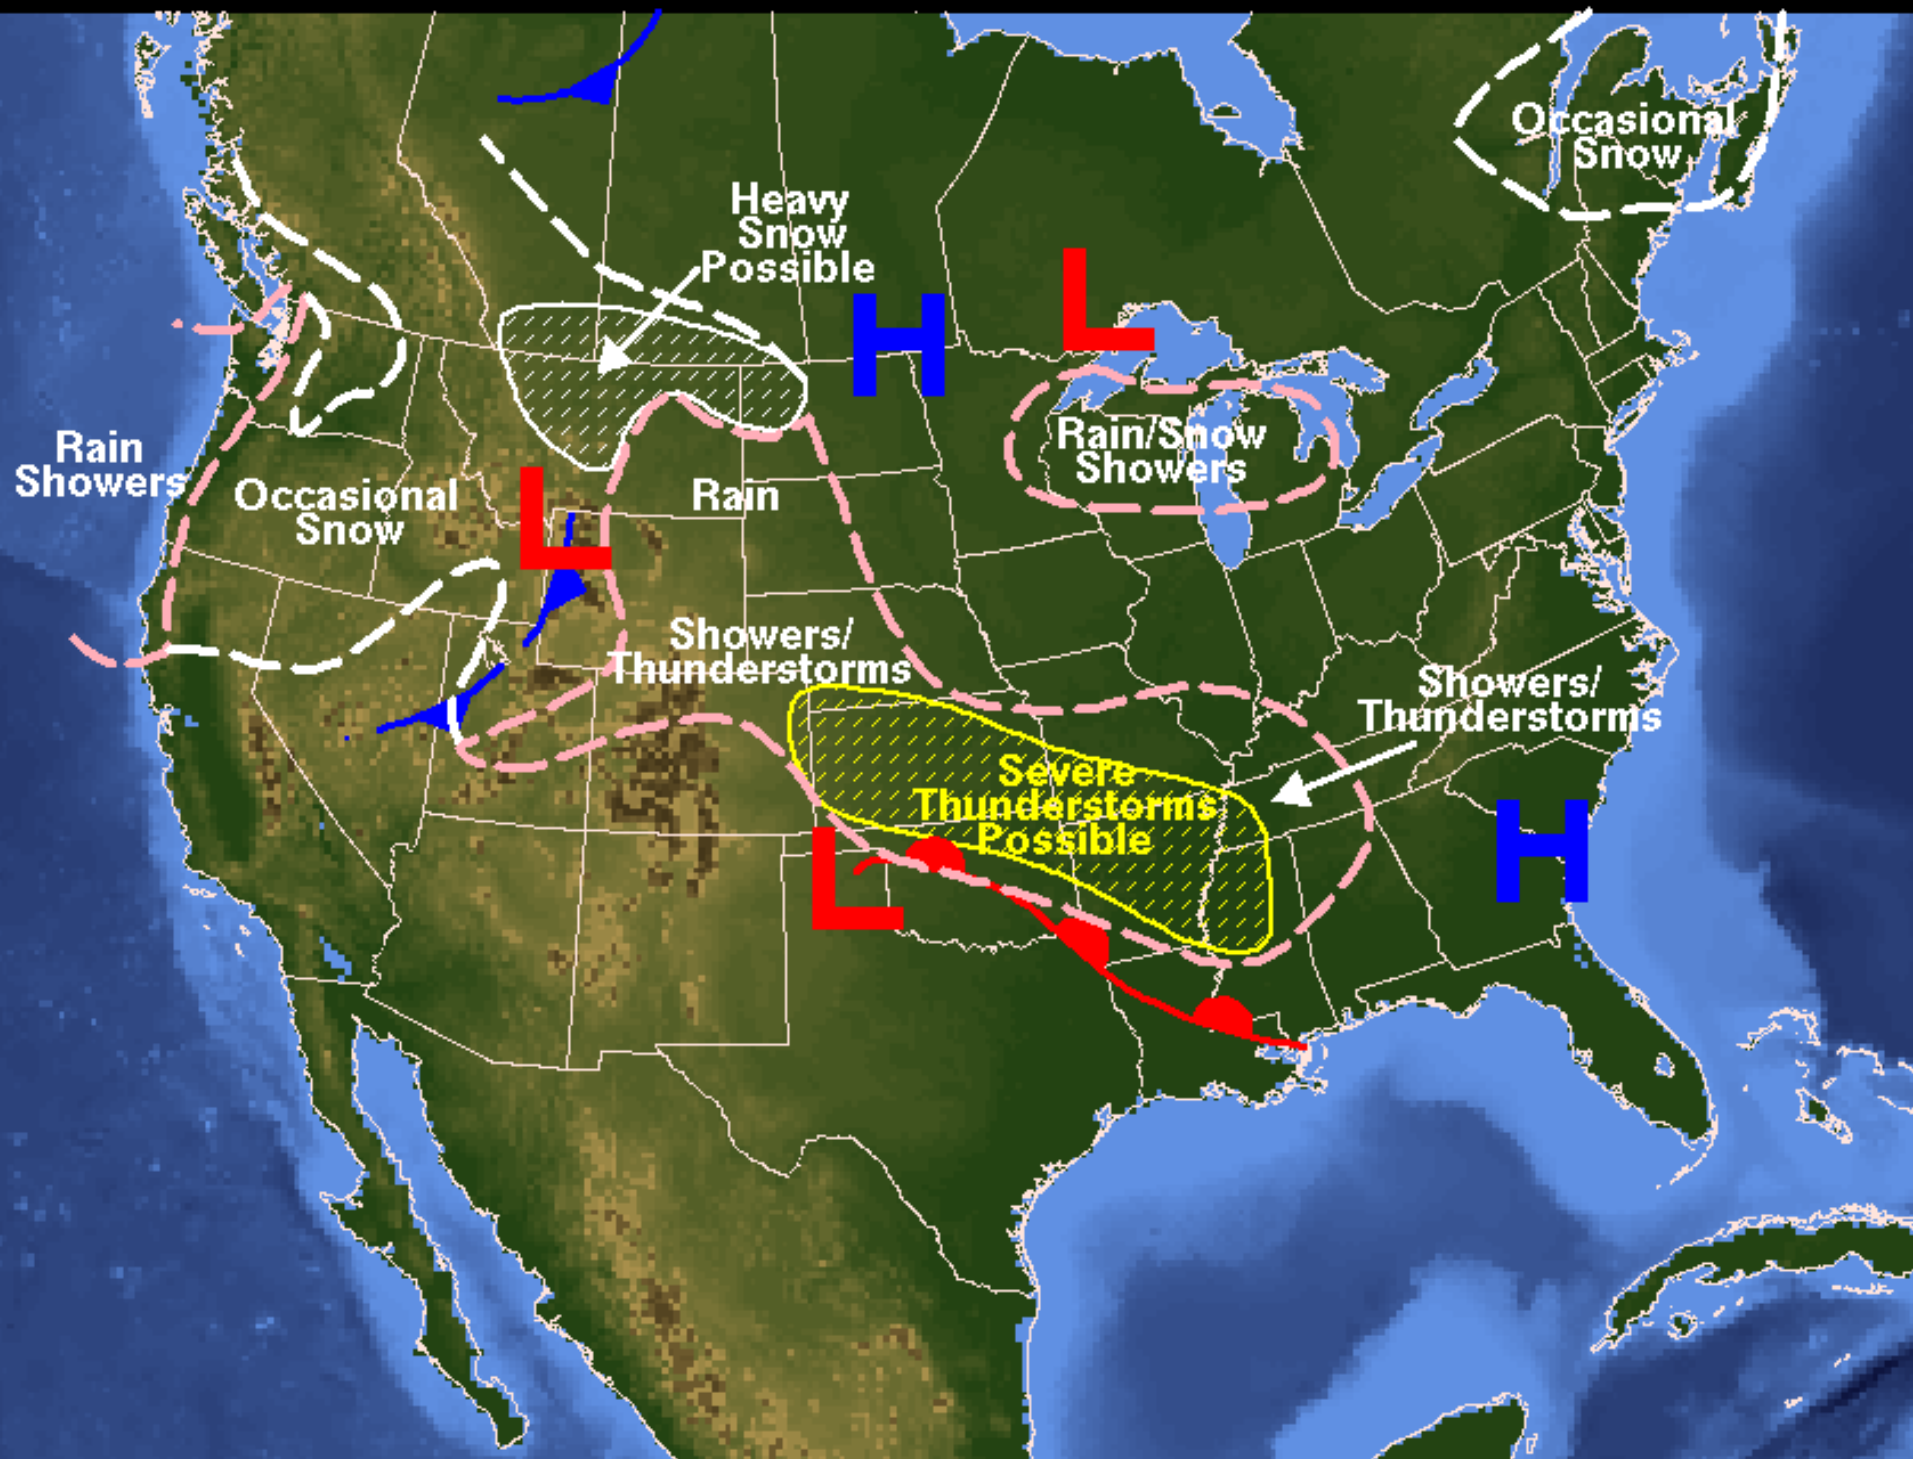 Occasional
Snow
Heavy
Snow
Possible
H
L
Rain
Showers
Occasional
Snow
L
Rain
Rain/Snow
Showers
Showers/
Thunderstorms
Showers/
Thunderstorms
Severe
Thunderstorms
Possible
L
H